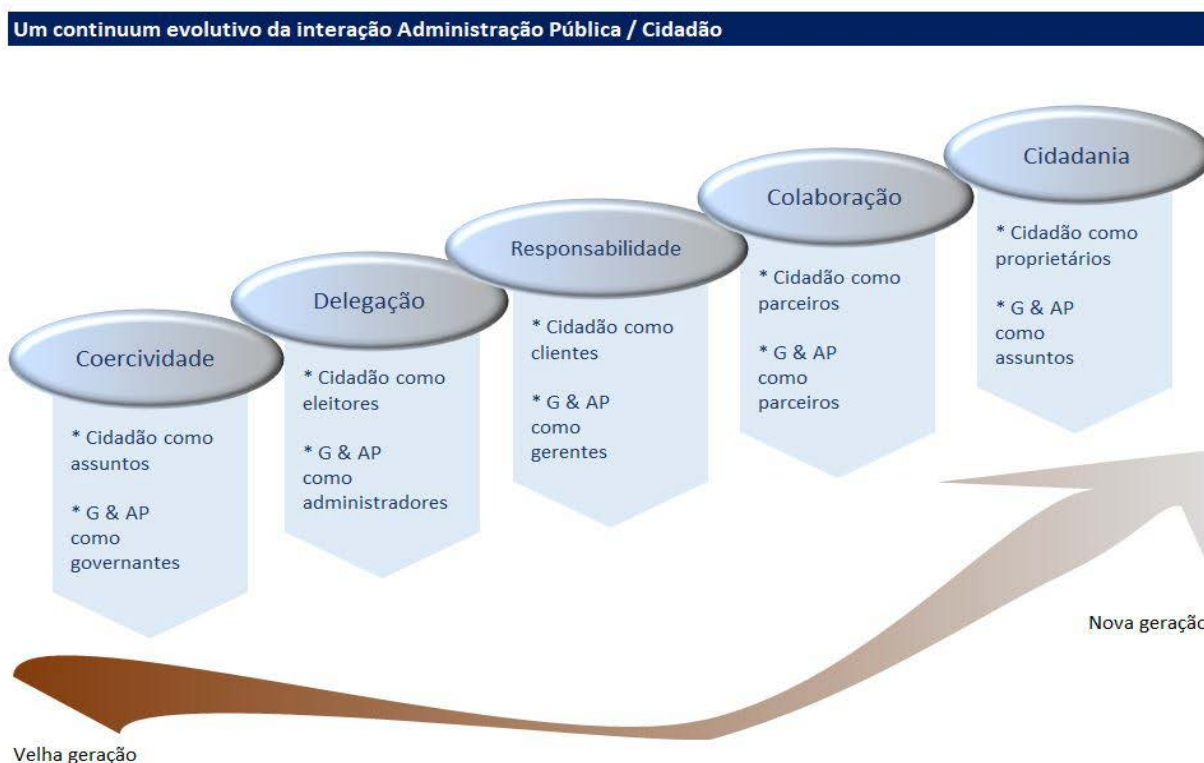 Um continuum evolutivo da interação Administração Pública / Cidadão
Coercividade
* Cidadão como
assuntos
* G & AP
como
governantes
Delegação
* Cidadão como
eleitores
* G & AP
como
administradores
Responsabilidade
* Cidadão como
clientes
* G & AP
como
gerentes
Colaboração
* Cidadão como
parceiros
* G & AP
como
parceiros
Cidadania
* Cidadão como
proprietários
* G & AP
como
assuntos
Nova geração
Velha geração